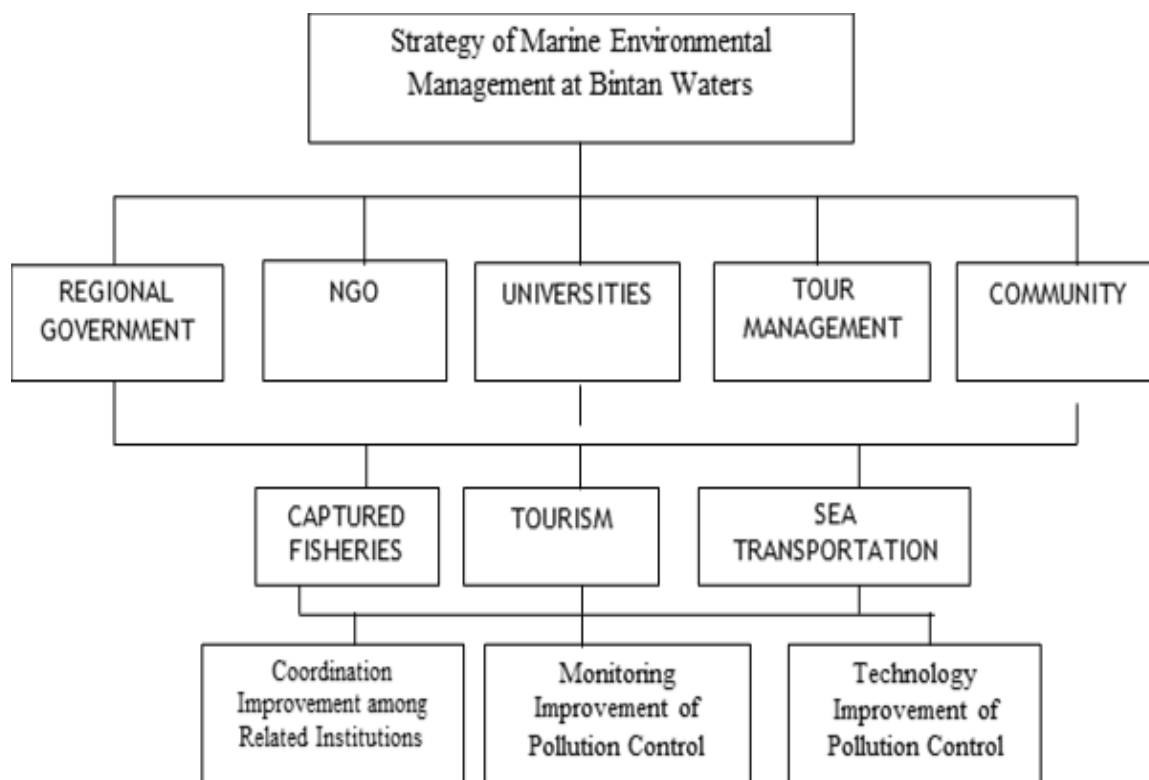 Strategy of Marine Environmental
Management at Bintan Waters
REGIONAL
GOVERNMENT
NGO
UNIVERSITIES
TOUR
MANAGEMENT
COMMUNITY
CAPTURED
FISHERIES
TOURISM
SEA
TRANSPORTATION
Coordination
Improvement among
Related Institutions
Monitoring
Improvement of
Pollution Control
Technology
Improvement of
Pollution Control